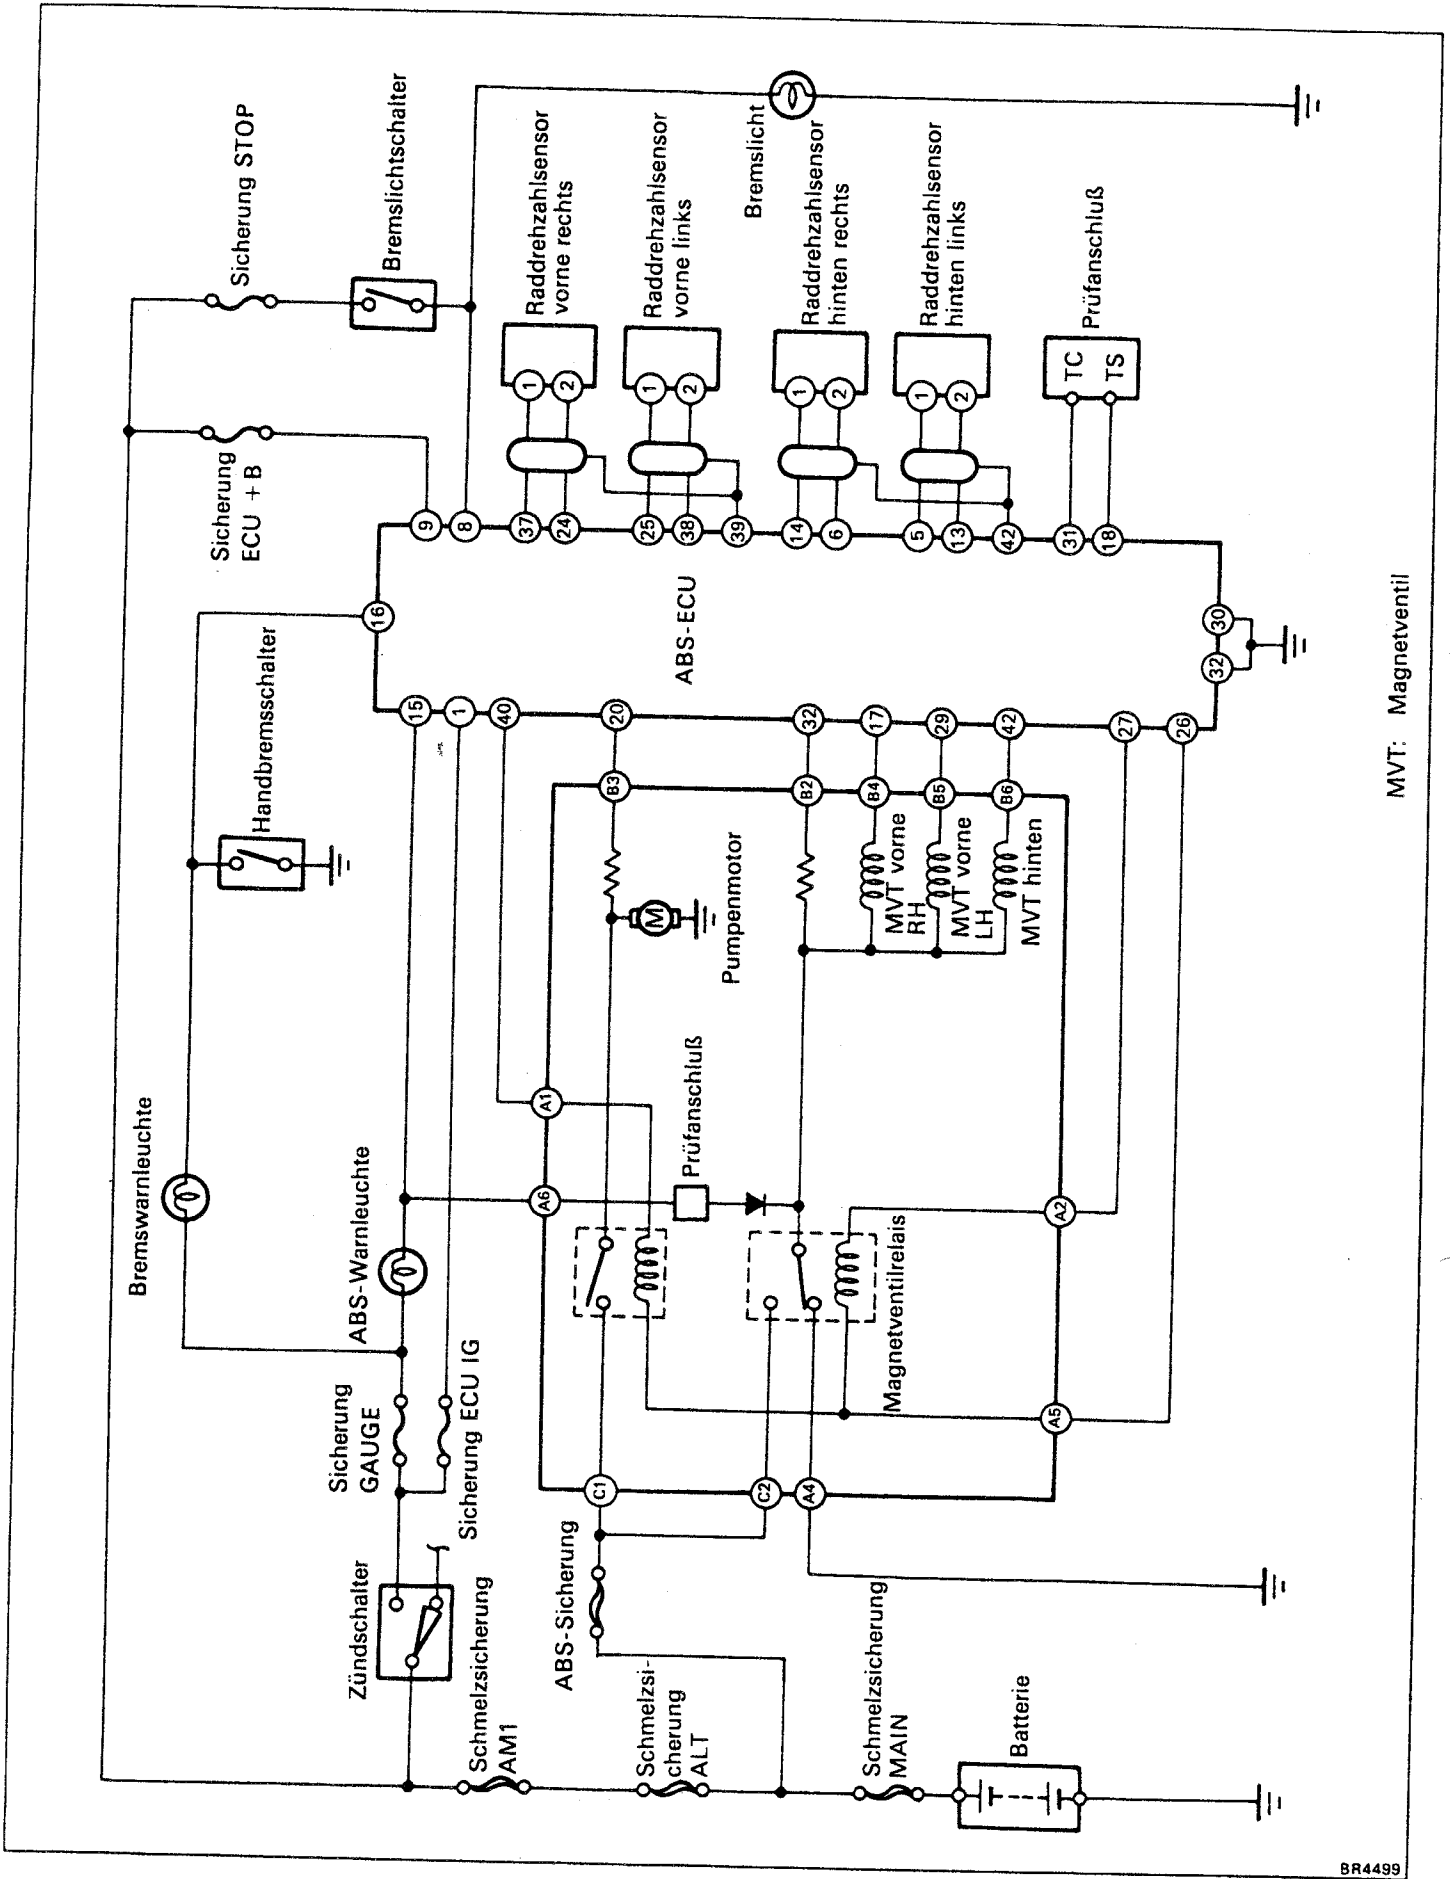 Bremswarnleuchte
Handbremsschalter
Sicherung
ECU +B
Sicherung STOP
Bremslichtschalter
Zündschalter
Sicherung
GAUGE
ABS-Warnleuchte
Sicherung ECU IG
Schmelzsicherung
AM1
ABS-Sicherung
Schmelzsi-
cherung
ALT
Schmelzsicherung
MAIN
Batterie
Prüfanschluß
Magnetventilrelais
Pumpenmotor
M
MVT vorne
RH
MVT vorne
LH
MVT hinten
C1
C2
A4
A6
A1
A5
A2
B3
B2
B4
B5
B6
15
1
40
20
32
17
29
42
27
26
16
ABS-ECU
32
30
9
8
37
24
25
38
39
14
6
5
13
42
31
18
1
2
1
2
1
2
1
2
TC
TS
Raddrehzahlsensor
vorne rechts
Raddrehzahlsensor
vorne links
Bremslicht
Raddrehzahlsensor
hinten rechts
Raddrehzahlsensor
hinten links
Prüfanschluß
MVT: Magnetventil
BR4499